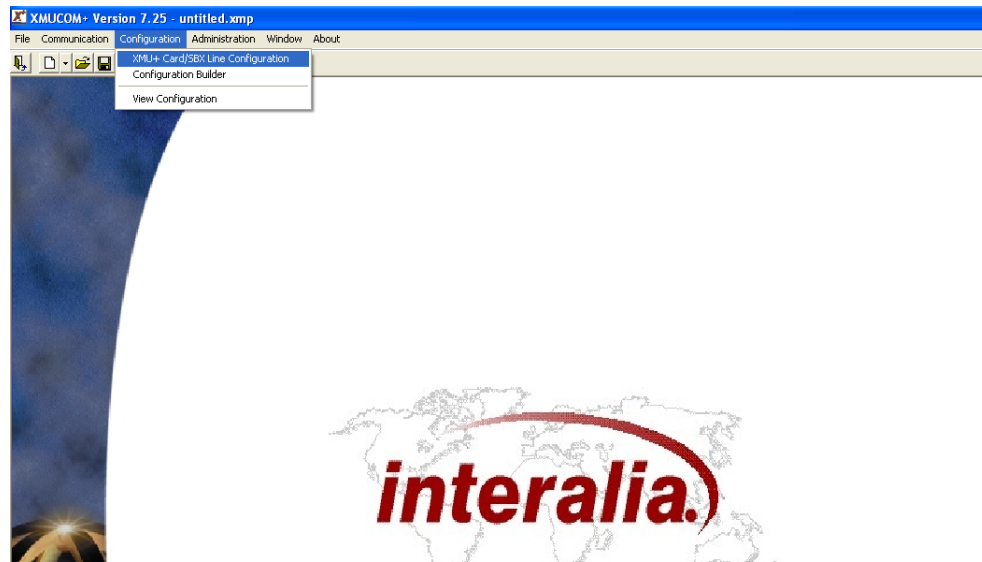 XMUCOM+ Version 7.25 - untitled.xmp
File Communication Configuration Administration Window About
XMU+ Card/SBX Line Configuration
Configuration Builder
View Configuration
interalia.